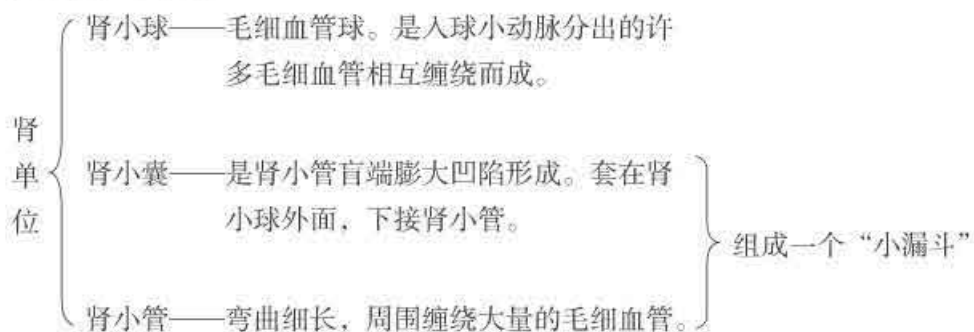 肾单位
肾小球——毛细血管球。是入球小动脉分出的许
多毛细血管相互缠绕而成。
肾小囊——是肾小管盲端膨大凹陷形成。套在肾
小球外面，下接肾小管。
肾小管——弯曲细长，周围缠绕大量的毛细血管。
组成一个“小漏斗”